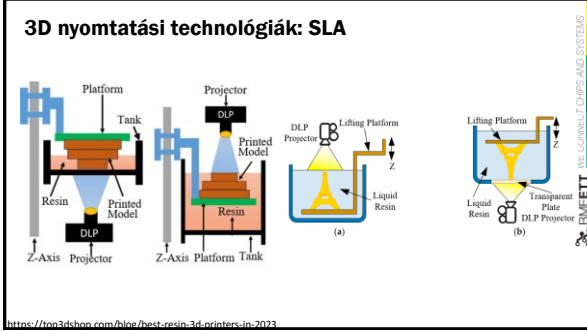 3D nyomtatási technológiák: SLA
Platform
Tank
Resin
Printed
Model
DLP
Z-Axis
Projector
Projector
DLP
Printed
Model
Resin
Z-Axis
Platform
Tank
DLP
Projector
Lifting Platform
Z
Liquid
Resin
(a)
Lifting Platform
Z
Liquid
Resin
Transparent
Plate
DLP Projector
(b)
BMEETT WE CONNECT CHIPS AND SYSTEMS
https://top3dshop.com/blog/best-resin-3d-printers-in-2023